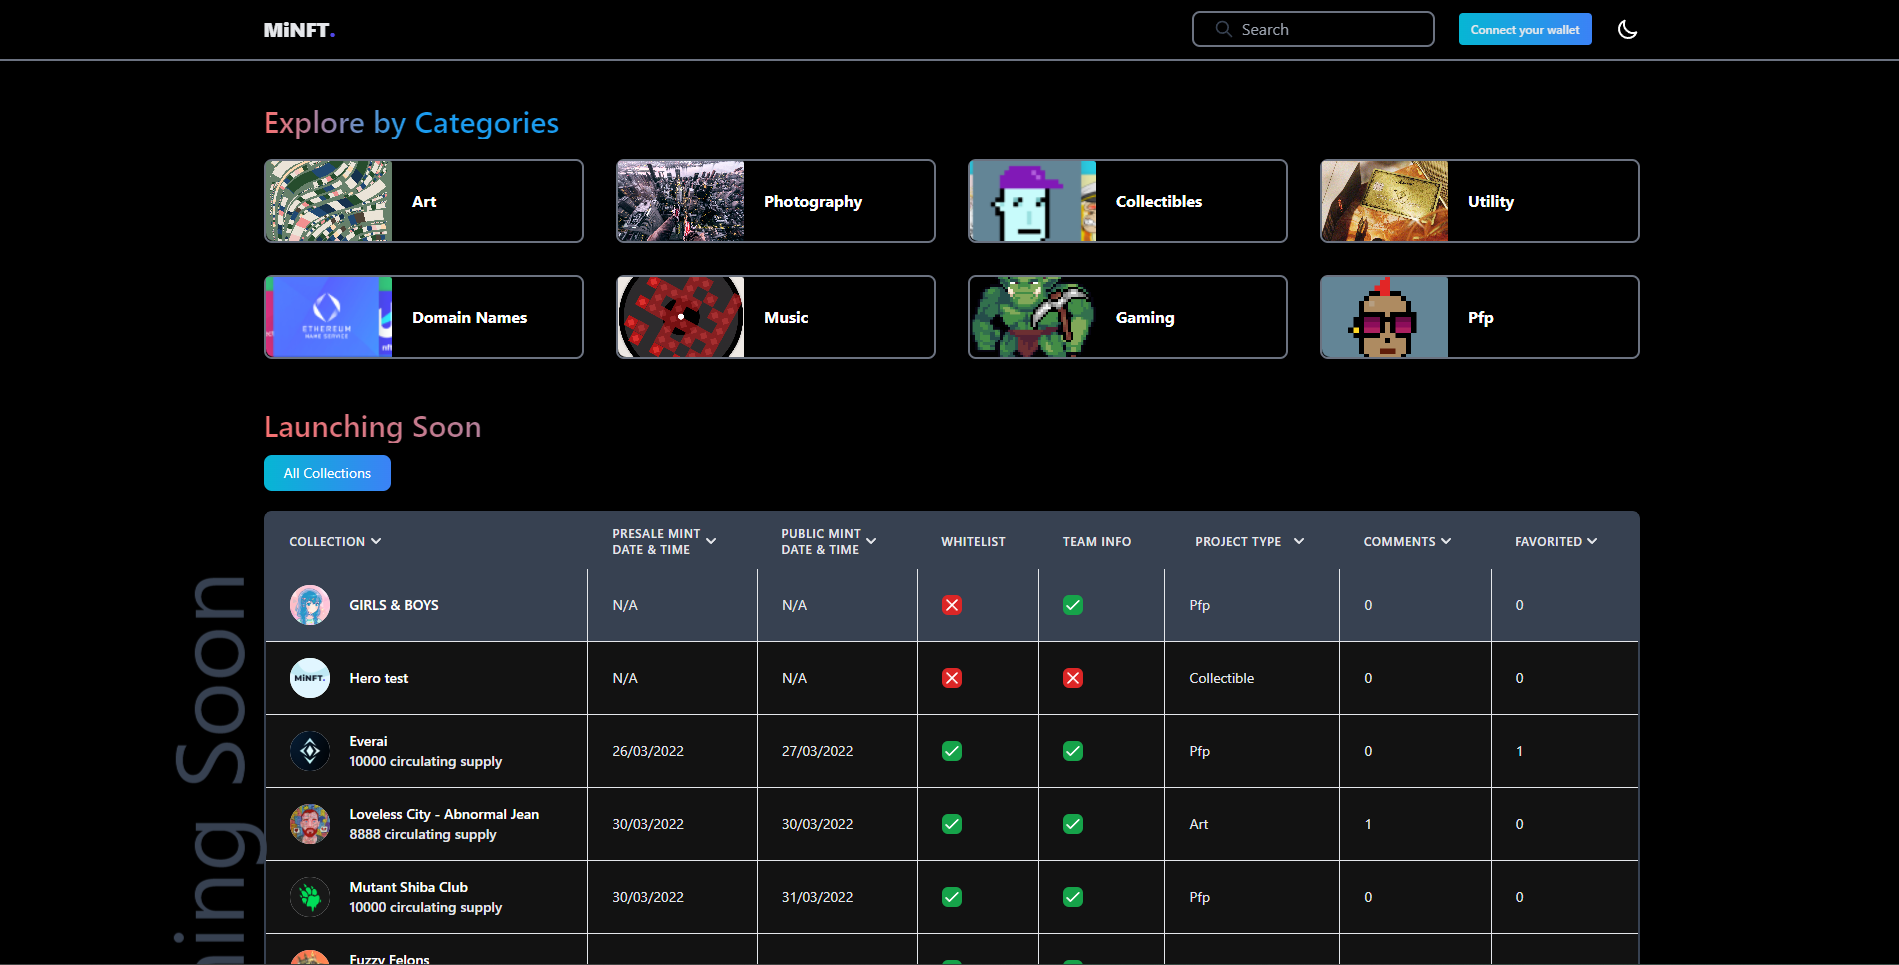 MiNFT.
Search
Connect your wallet
Explore by Categories
Art
Photography
Collectibles
Utility
ETHEREUM
NAME SERVICE
Domain Names
Music
Gaming
Pfp
Launching Soon
All Collections
COLLECTION
PRESALE MINT
DATE & TIME
PUBLIC MINT
DATE & TIME
WHITELIST
TEAM INFO
PROJECT TYPE
COMMENTS
FAVORITED
GIRLS & BOYS
N/A
N/A
Pfp
0
0
MiNFT.
Hero test
N/A
N/A
Collectible
0
0
Everai
10000 circulating supply
26/03/2022
27/03/2022
Pfp
0
1
Loveless City - Abnormal Jean
8888 circulating supply
30/03/2022
30/03/2022
Art
1
0
Mutant Shiba Club
10000 circulating supply
30/03/2022
31/03/2022
Pfp
0
0
Fuzzy Felons
ning Soon